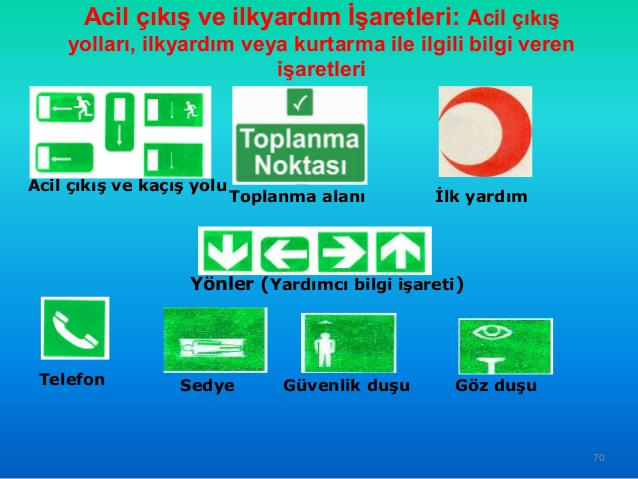 Acil çıkış ve ilkyardım İşaretleri: Acil çıkış
yolları, ilkyardım veya kurtarma ile ilgili bilgi veren
işaretleri
Toplanma
Noktası
Acil çıkış ve kaçış yolu
Toplanma alanı
İlk yardım
Yönler (Yardımcı bilgi işareti)
Telefon
Sedye
Güvenlik duşu
Göz duşu
70